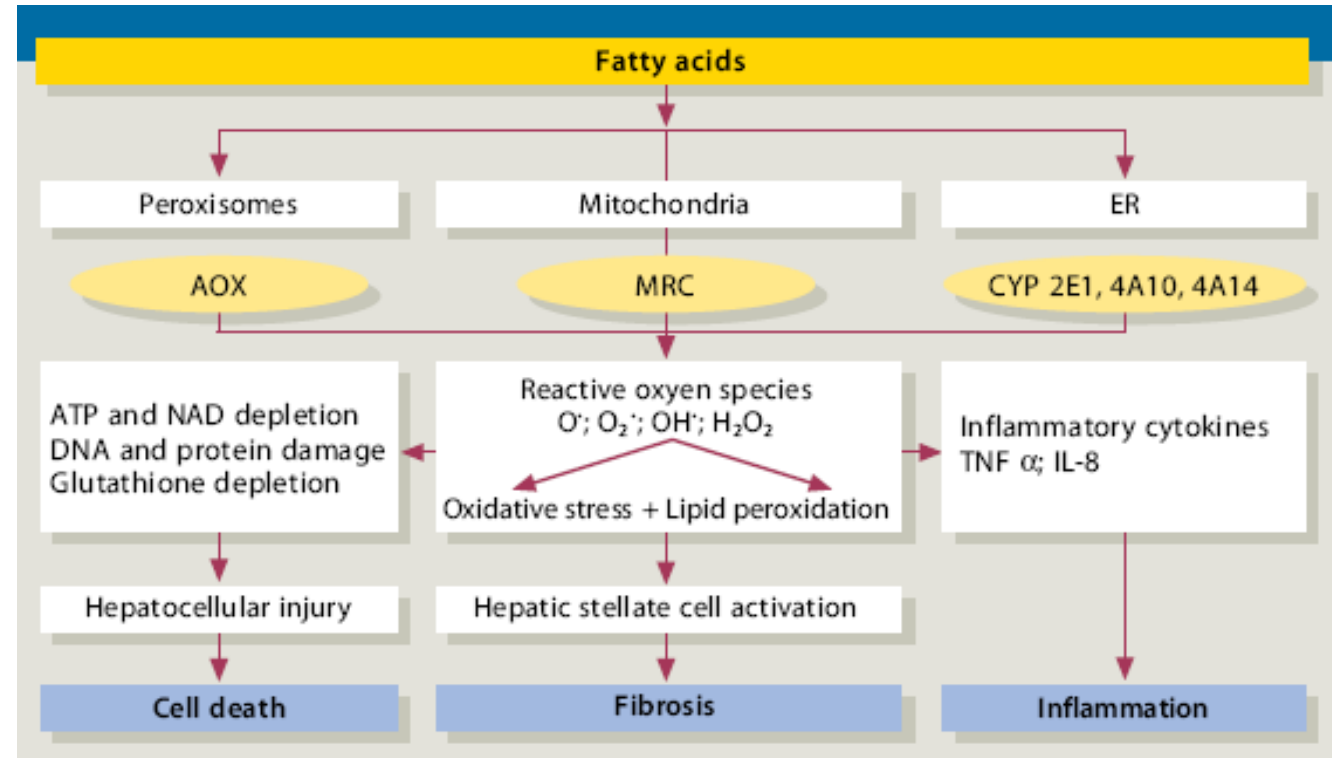 Fatty acids
Peroxisomes
Mitochondria
ER
AOX
MRC
CYP 2E1, 4A10, 4A14
ATP and NAD depletion
DNA and protein damage
Glutathione depletion
Reactive oxyen species
O˙; O₂˙; OH˙; H₂O₂
Oxidative stress + Lipid peroxidation
Inflammatory cytokines
TNF α; IL-8
Hepatocellular injury
Hepatic stellate cell activation
Cell death
Fibrosis
Inflammation